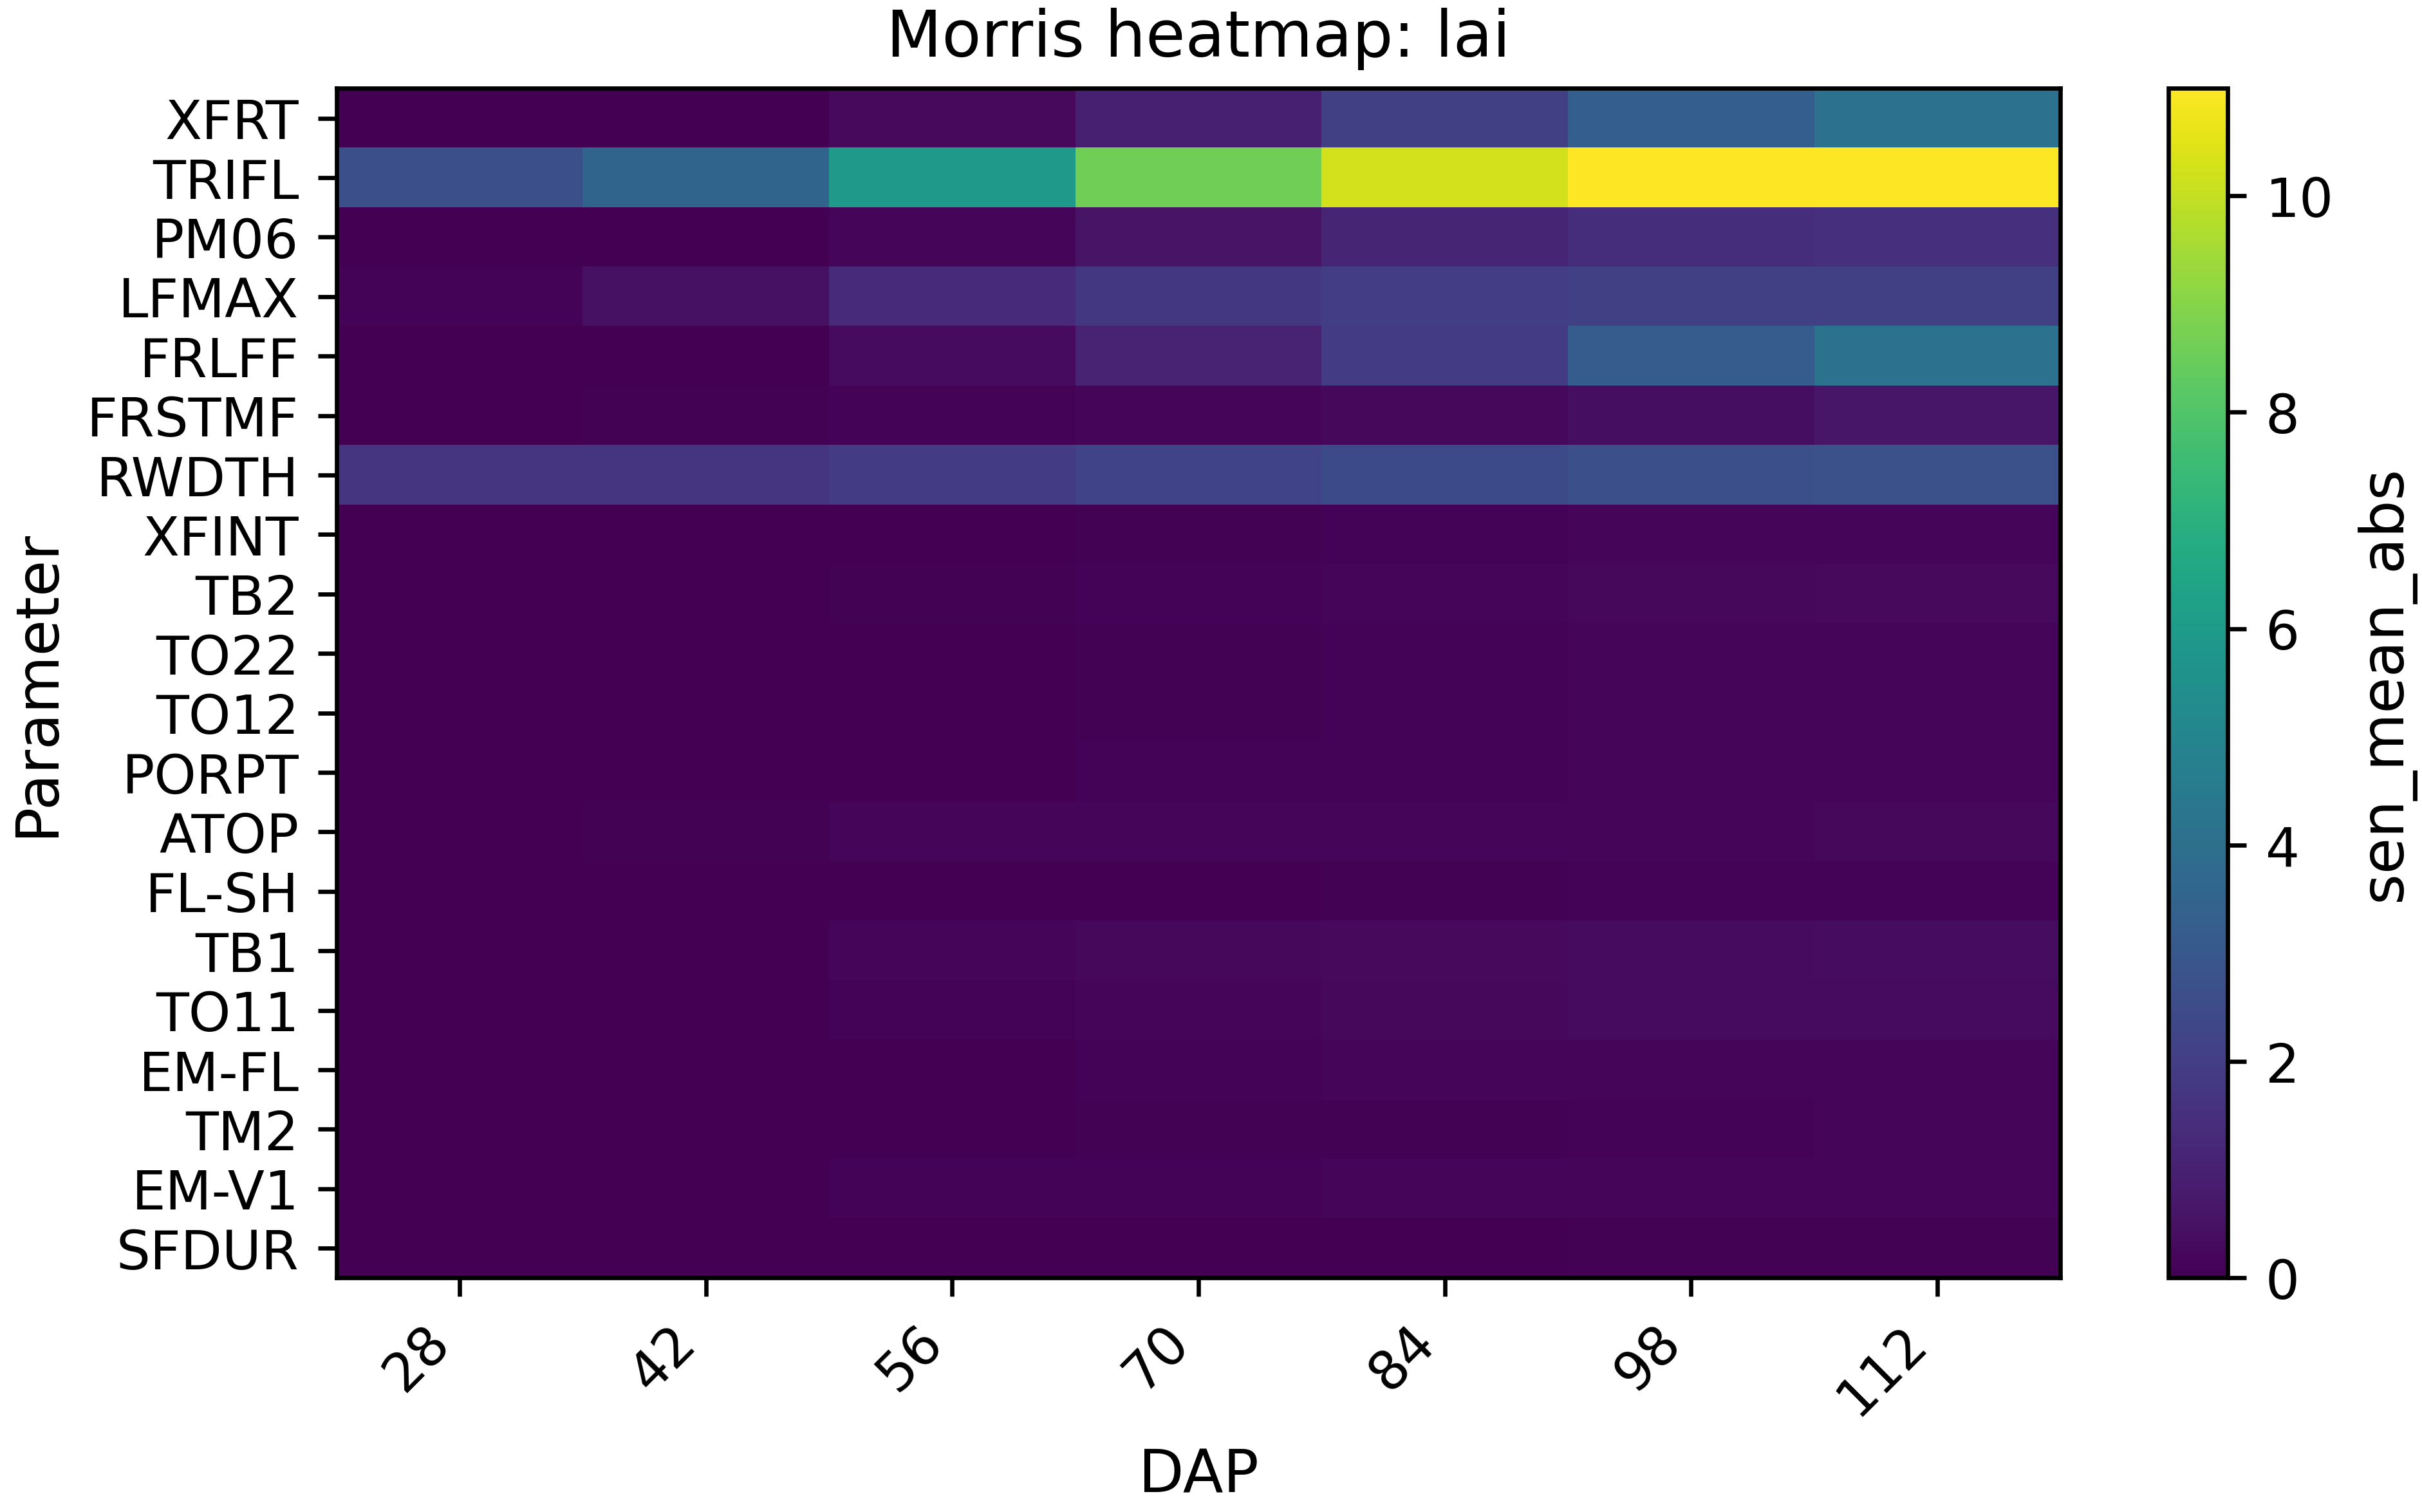 Morris heatmap: lai
XFRT
TRIFL
PM06
LFMAX
FRLFF
FRSTMF
RWDTH
XFINT
TB2
TO22
TO12
PORPT
ATOP
FL-SH
TB1
TO11
EM-FL
TM2
EM-V1
SFDUR
Parameter
28
42
56
70
84
98
112
DAP
10
8
6
4
2
0
sen_mean_abs